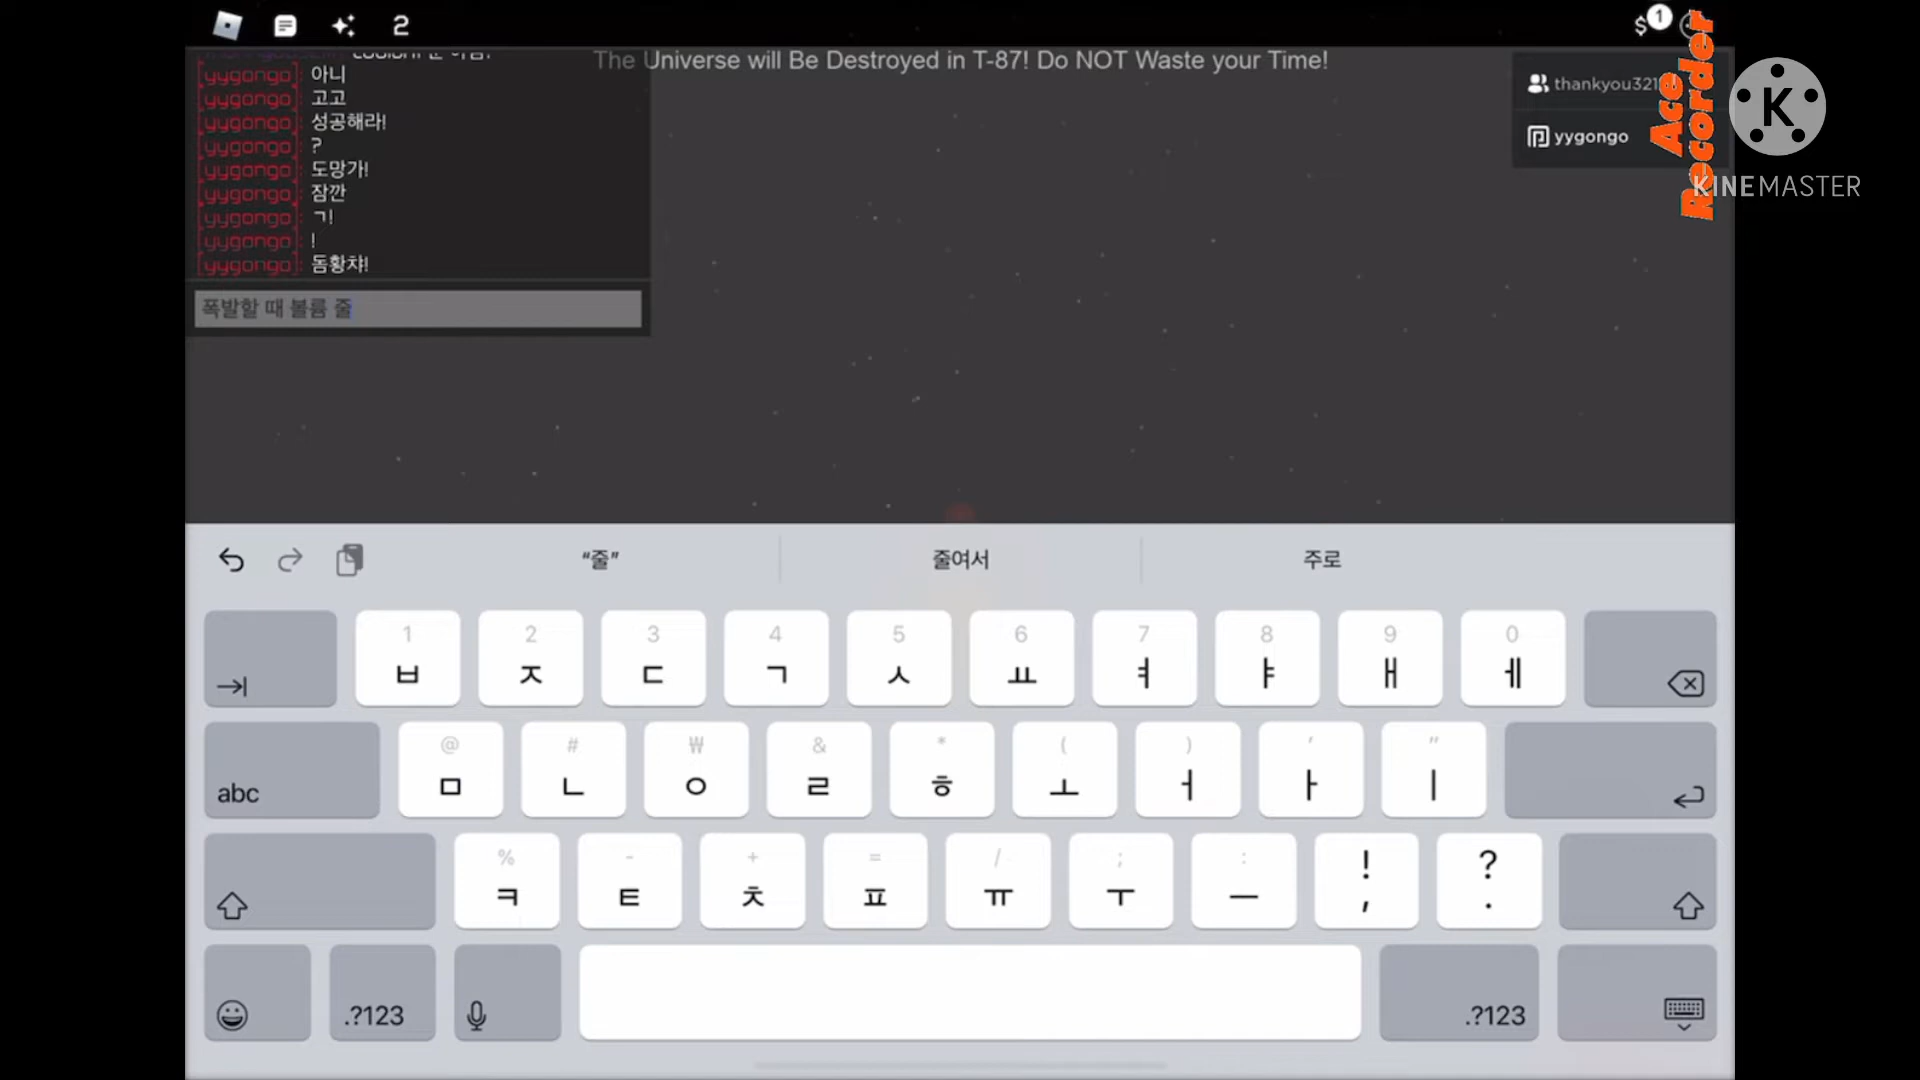 2
$ 1
The Universe will Be Destroyed in T-87! Do NOT Waste your Time!
[yygongo]: 아니
[yygongo]: 고고
[yygongo]: 성공해라!
[yygongo]: ?
[yygongo]: 도망가!
[yygongo]: 잠깐
[yygongo]: ㄱ!
[yygongo]: !
[yygongo]: 돔황챠!
폭발할 때 볼륨 줄
thankyou321
yygongo
Ace
Recorder
K
KINEMASTER
“줄” 줄여서 주로
1 2 3 4 5 6 7 8 9 0
ㅂ ㅈ ㄷ ㄱ ㅅ ㅛ ㅕ ㅑ ㅐ ㅔ
@ # ₩ & * ( ) ' "
abc ㅁ ㄴ ㅇ ㄹ ㅎ ㅗ ㅓ ㅏ ㅣ
% - + = / ; : ! ?
ㅋ ㅌ ㅊ ㅍ ㅠ ㅜ ㅡ , .
.?123 .?123